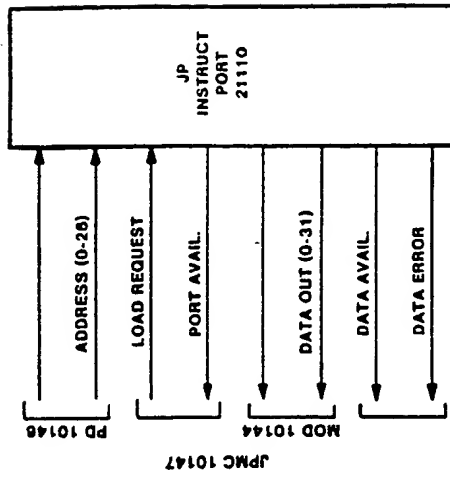 JP
INSTRUCT
PORT
21110
PD 10146
ADDRESS (0-26)
LOAD REQUEST
PORT AVAIL.
JPMC 10147
MOD 10144
DATA OUT (0-31)
DATA AVAIL.
DATA ERROR